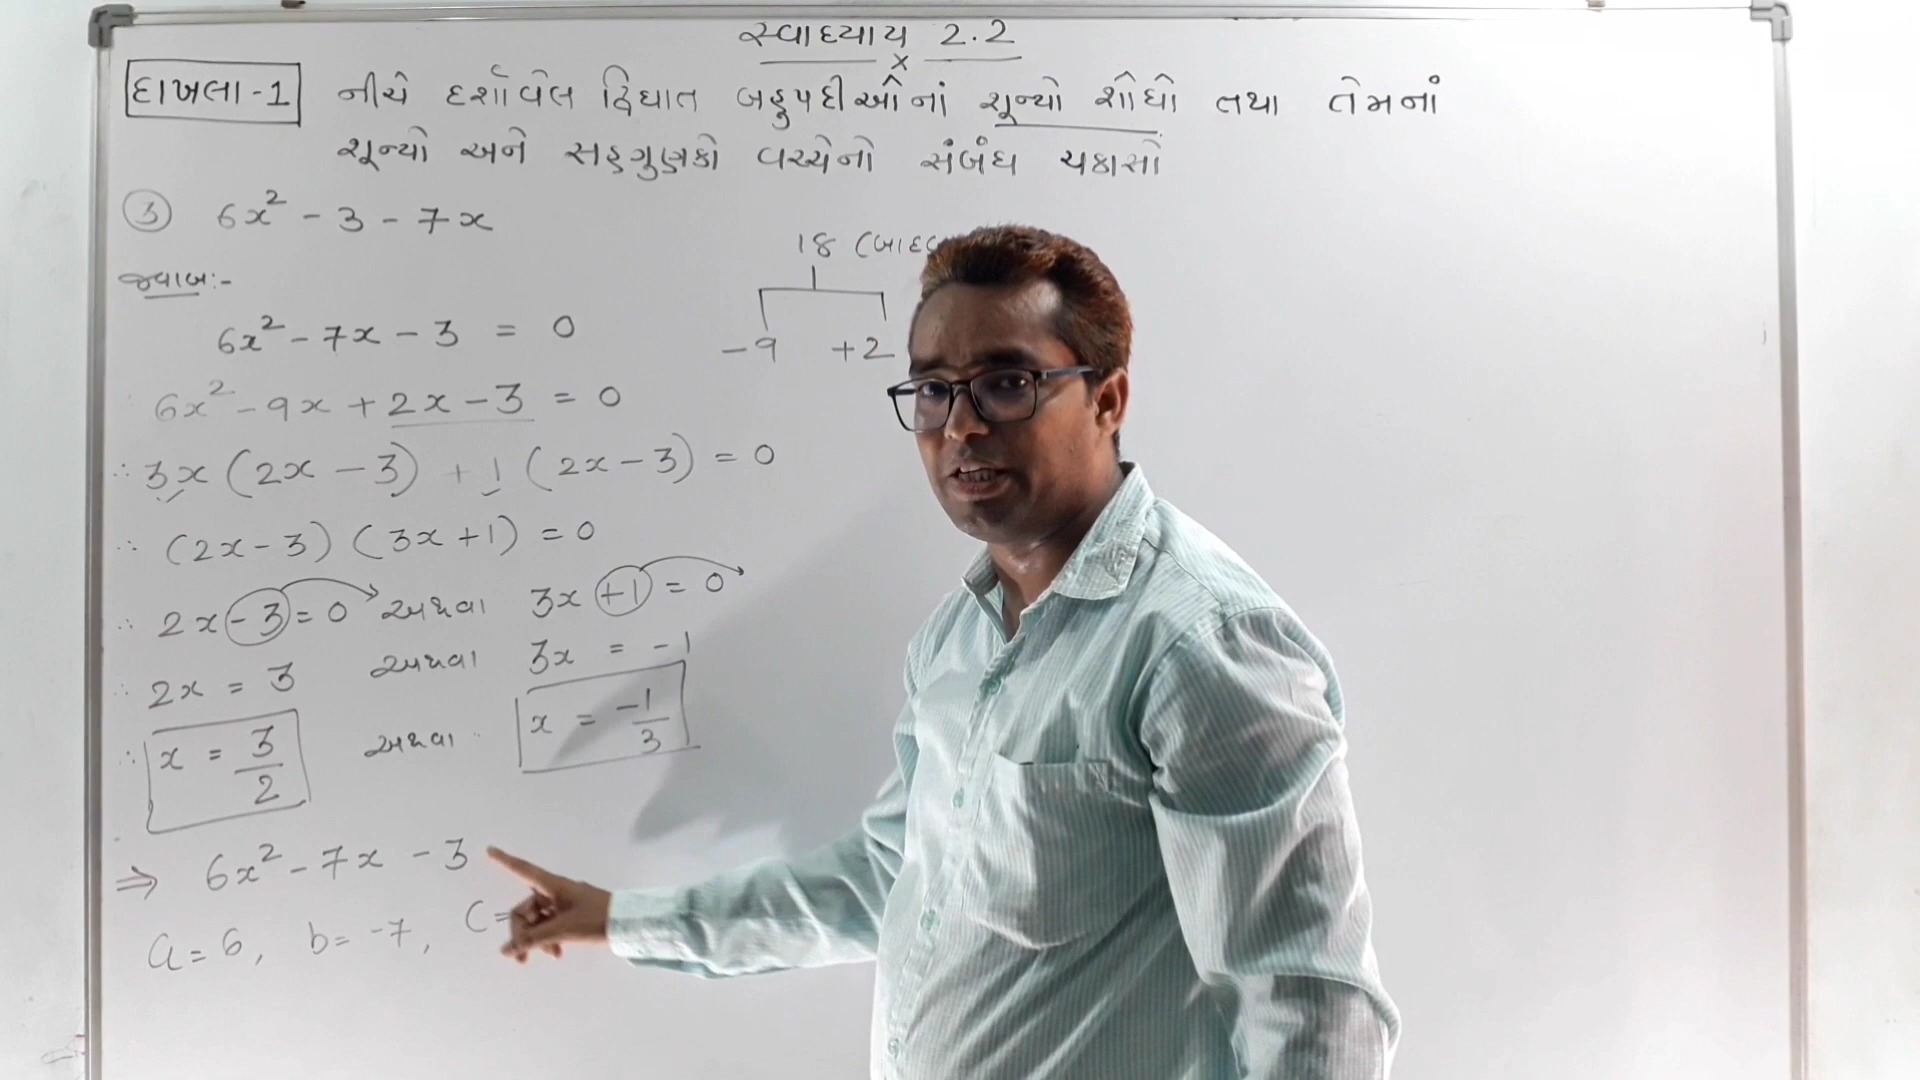 સ્વાધ્યાય 2.2
x
દાખલા-1 નીચે દર્શાવેલ દ્વિઘાત બહુપદીઓનાં શૂન્યો શોધો તથા તેમનાં
શૂન્યો અને સહગુણકો વચ્ચેનો સંબંધ ચકાસો
③ 6x² - 3 - 7x
18
જવાબ:-
-9 +2
6x² - 7x - 3 = 0
6x² - 9x + 2x - 3 = 0
∴ 3x (2x - 3) + 1 (2x - 3) = 0
∴ (2x - 3) (3x + 1) = 0
∴ 2x - 3 = 0 અથવા 3x + 1 = 0
∴ 2x = 3 અથવા 3x = -1
∴ x = 3/2 અથવા x = -1/3
⇒ 6x² - 7x - 3
a = 6, b = -7, c =